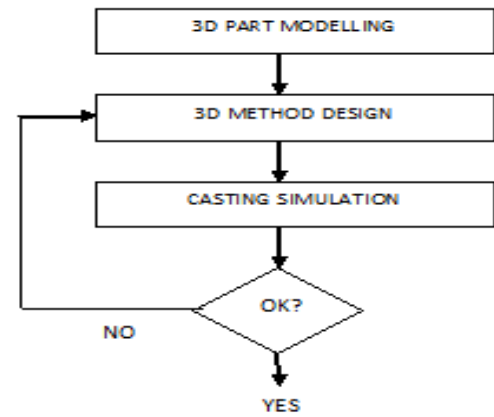 3D PART MODELLING
3D METHOD DESIGN
CASTING SIMULATION
OK?
NO
YES